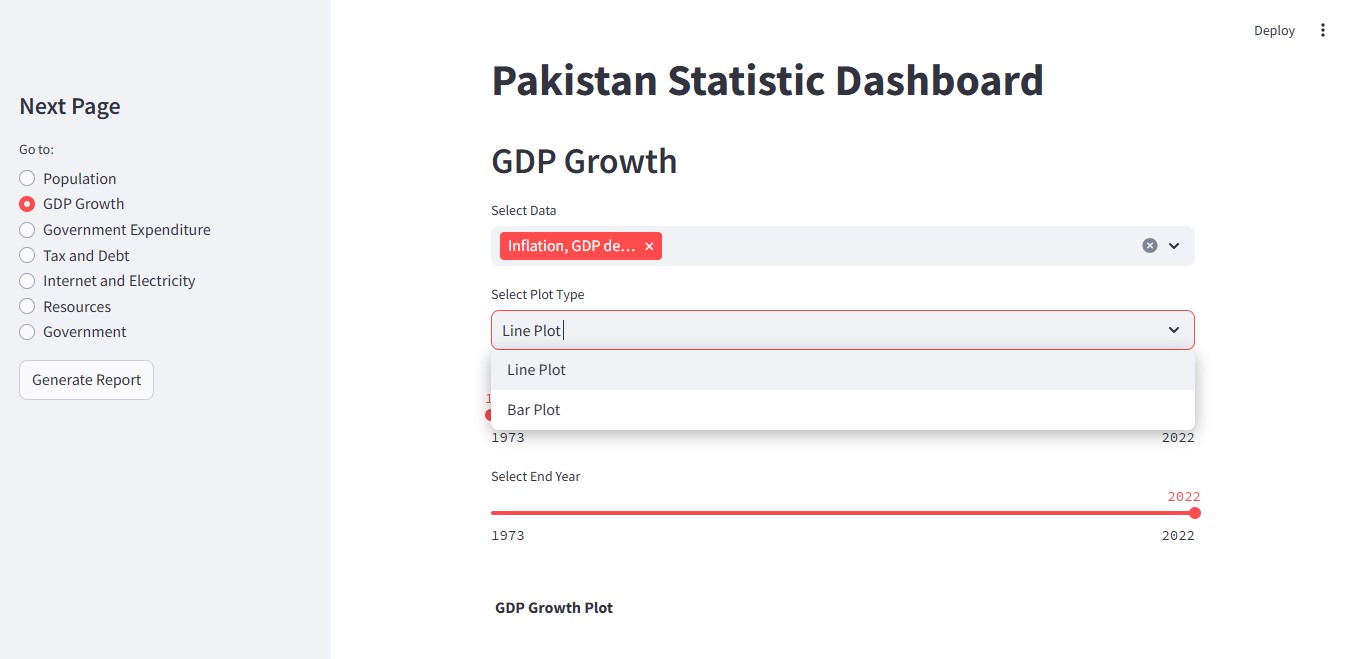 Deploy
Next Page
Go to:
Population
GDP Growth
Government Expenditure
Tax and Debt
Internet and Electricity
Resources
Government
Generate Report
Pakistan Statistic Dashboard
GDP Growth
Select Data
Inflation, GDP de...
Select Plot Type
Line Plot
Line Plot
Bar Plot
1973 2022
Select End Year
2022
1973 2022
GDP Growth Plot